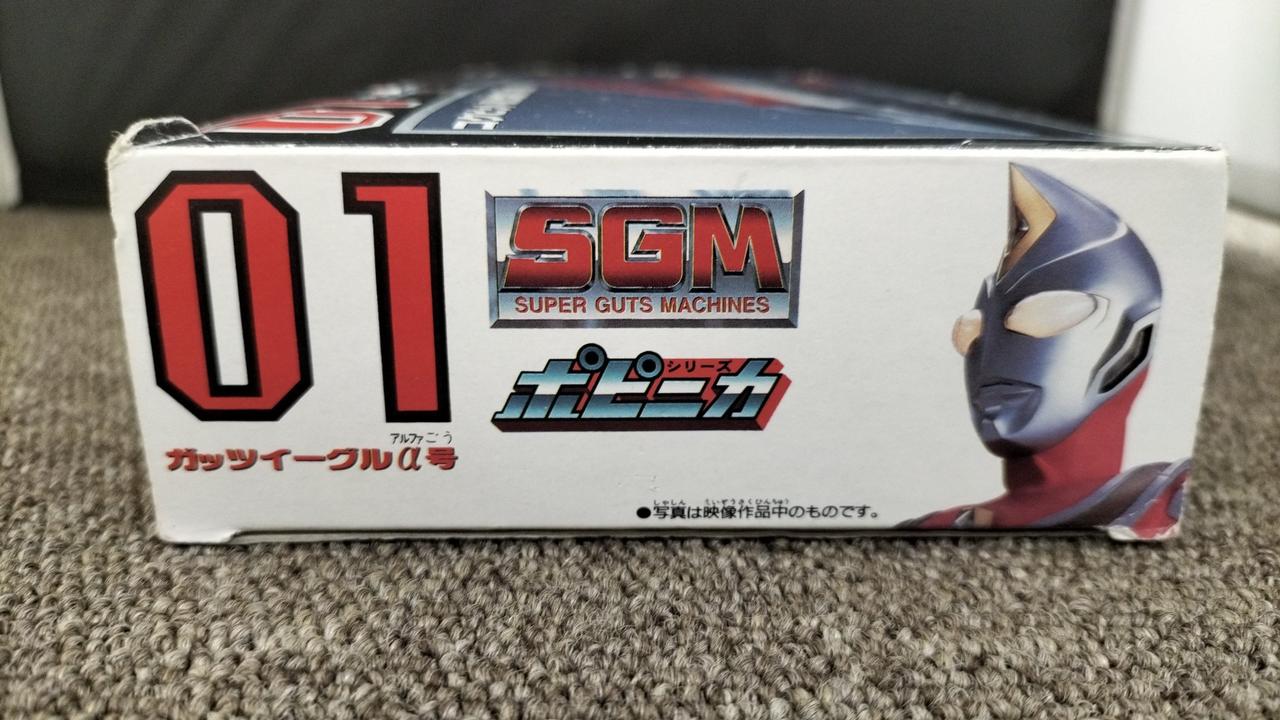 01
アルファごう
ガッツイーグルα号
SGM
SUPER GUTS MACHINES
ポピニカ シリーズ
しゃしん えいぞうさくひんちゅう
●写真は映像作品中のものです。